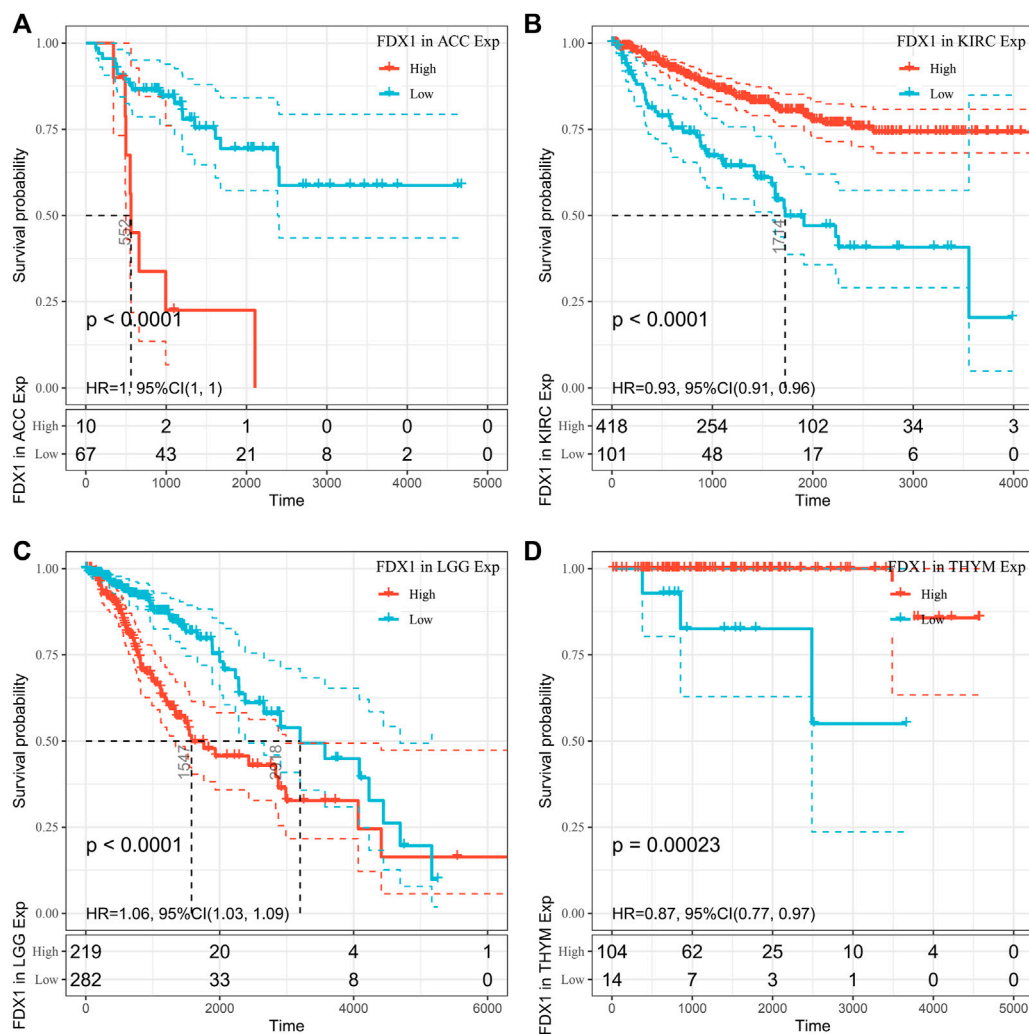 A
FDX1 in ACC Exp
High
Low
Survival probability
1.00
0.75
0.50
0.25
0.00
552
p < 0.0001
HR=1, 95%CI(1, 1)
FDX1 in ACC Exp
High 10 2 1 0 0 0
Low 67 43 21 8 2 0
0 1000 2000 3000 4000 5000
Time
B
FDX1 in KIRC Exp
High
Low
Survival probability
1.00
0.75
0.50
0.25
0.00
1714
p < 0.0001
HR=0.93, 95%CI(0.91, 0.96)
FDX1 in KIRC Exp
High 418 254 102 34 3
Low 101 48 17 6 0
0 1000 2000 3000 4000
Time
C
FDX1 in LGG Exp
High
Low
Survival probability
1.00
0.75
0.50
0.25
0.00
1547
2918
p < 0.0001
HR=1.06, 95%CI(1.03, 1.09)
FDX1 in LGG Exp
High 219 20 4 1
Low 282 33 8 0
0 2000 4000 6000
Time
D
FDX1 in THYM Exp
High
Low
Survival probability
1.00
0.75
0.50
0.25
0.00
p = 0.00023
HR=0.87, 95%CI(0.77, 0.97)
FDX1 in THYM Exp
High 104 62 25 10 4 0
Low 14 7 3 1 0 0
0 1000 2000 3000 4000 5000
Time